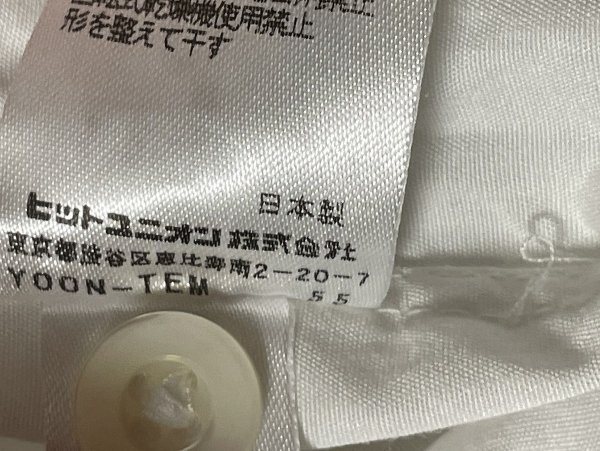 転式乾燥機使用禁止
形を整えて干す
日本製
ヒットユニオン株式会社
東京都渋谷区恵比寿南2-20-7
YOON-TEM
55